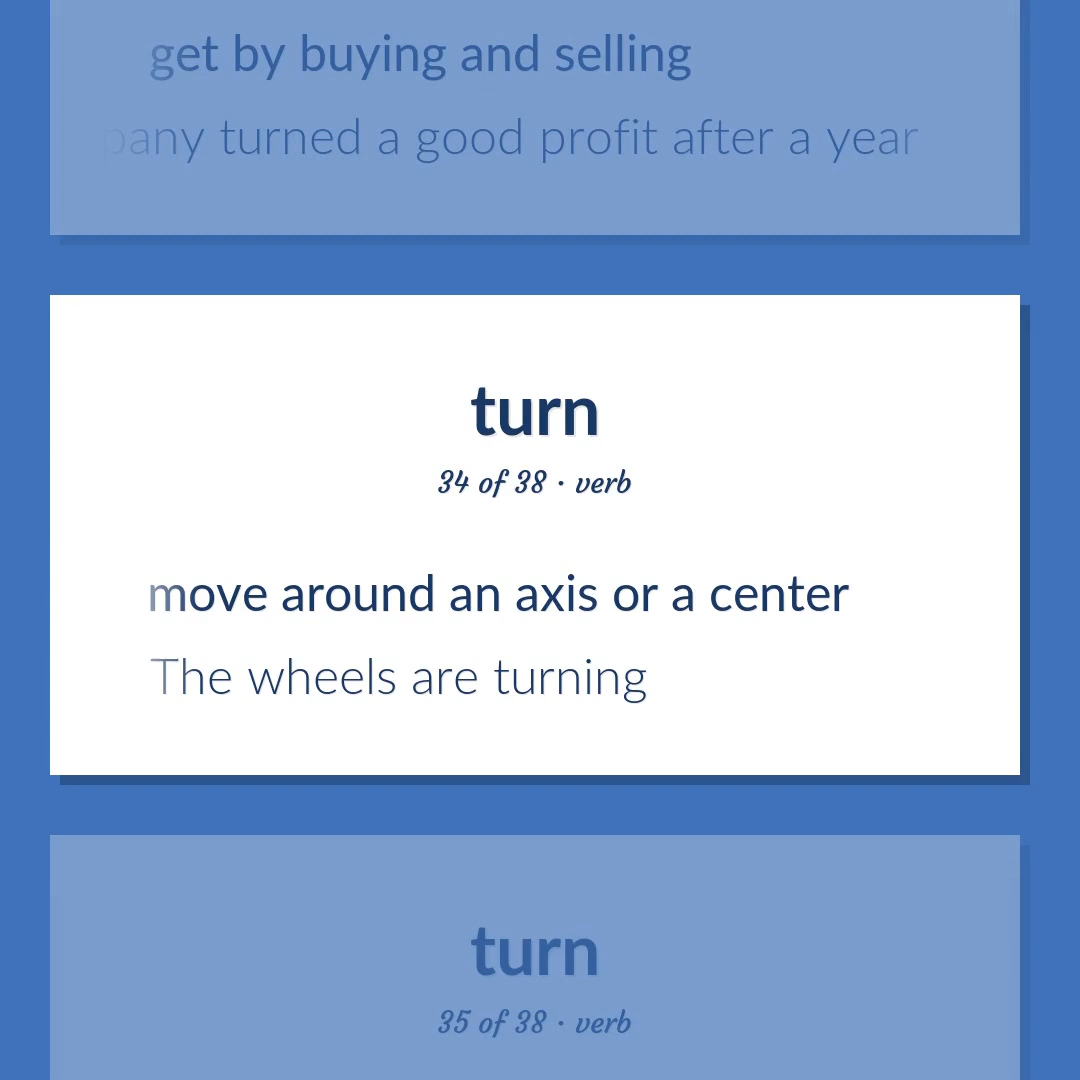 get by buying and selling
pany turned a good profit after a year
turn
34 of 38 · verb
move around an axis or a center
The wheels are turning
turn
35 of 38 · verb